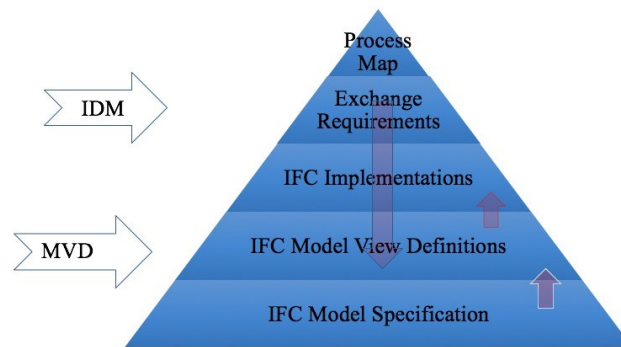 Process
Map
IDM
Exchange
Requirements
IFC Implementations
MVD
IFC Model View Definitions
IFC Model Specification